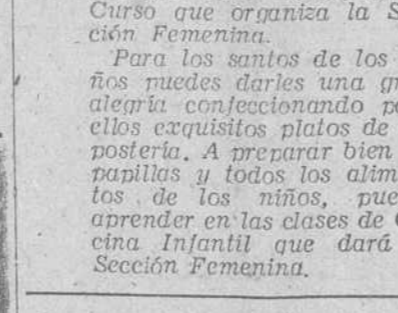 Curso que organiza la S
ción Femenina.
Para los santos de los
ños puedes darles una gr
alegría confeccionando p
ellos exquisitos platos de
postería. A preparar bien
papillas y todos los alim
tos de los niños, pue
aprender en las clases de C
cina Infantil que dará
Sección Femenina.